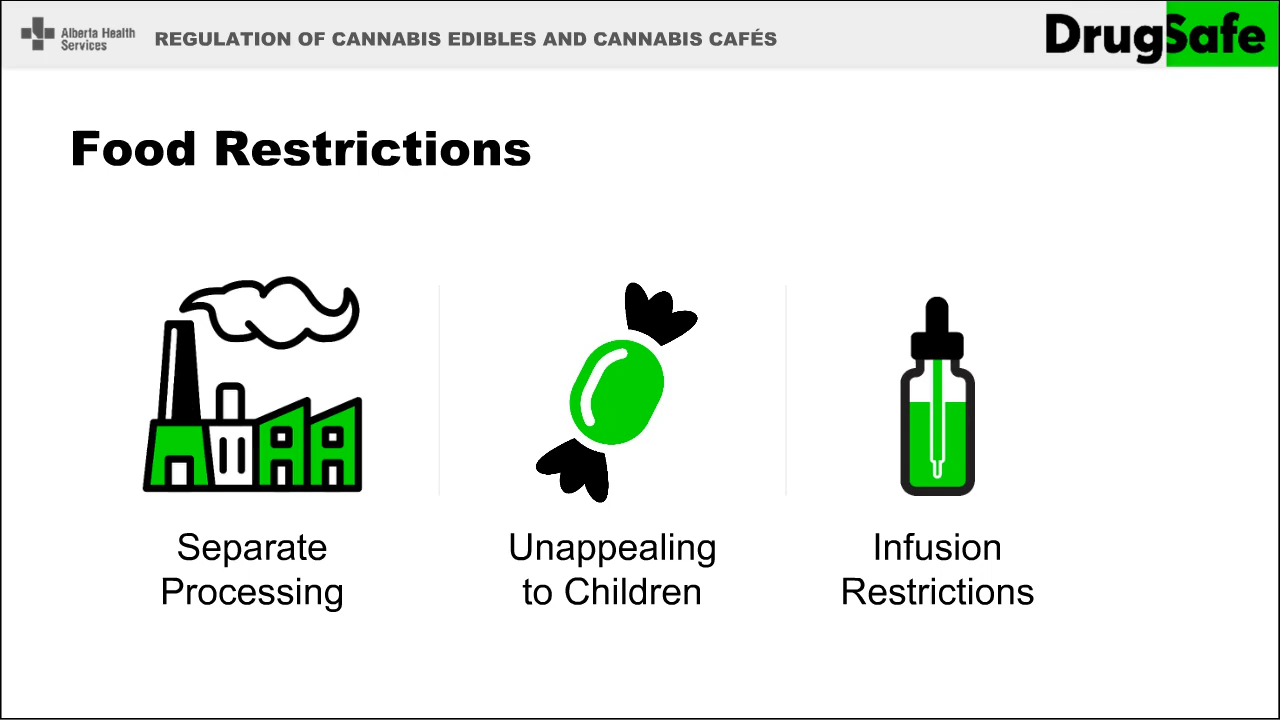 Alberta Health
Services
REGULATION OF CANNABIS EDIBLES AND CANNABIS CAFÉS
DrugSafe
Food Restrictions
Separate
Processing
Unappealing
to Children
Infusion
Restrictions